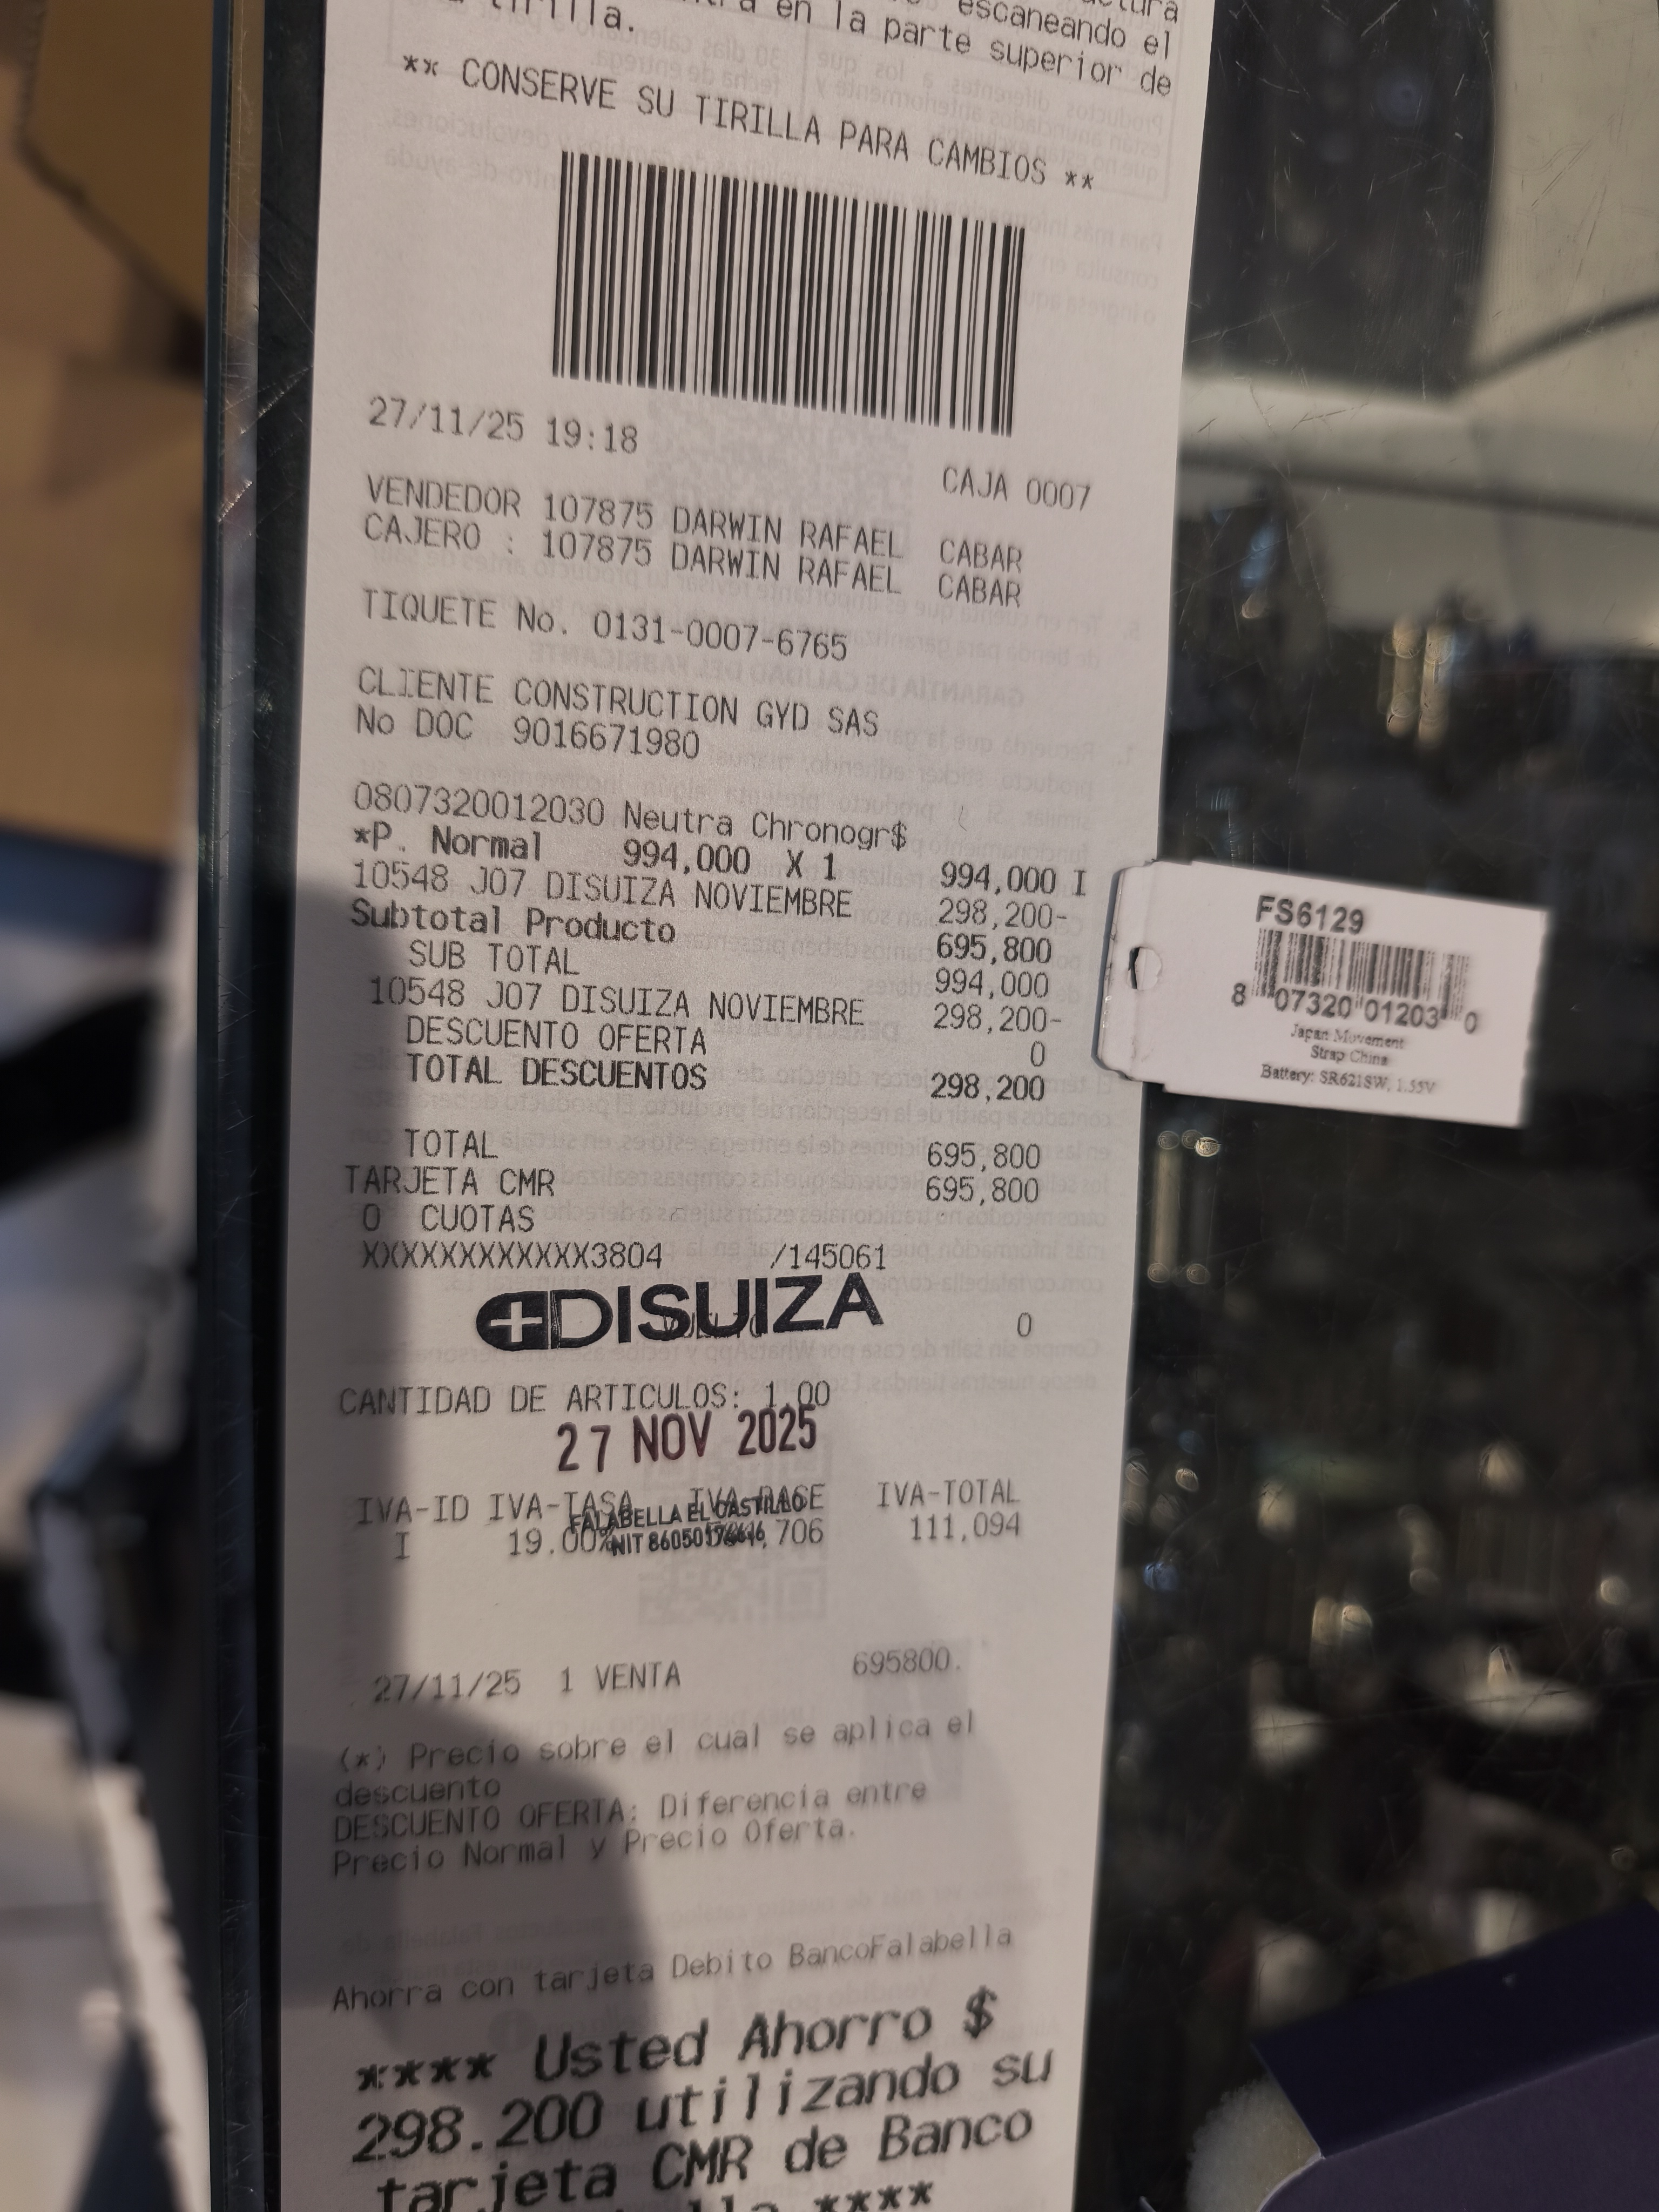 escaneando el
en la parte superior de
tirilla.
** CONSERVE SU TIRILLA PARA CAMBIOS **
27/11/25 19:18
CAJA 0007
VENDEDOR 107875 DARWIN RAFAEL CABAR
CAJERO : 107875 DARWIN RAFAEL CABAR
TIQUETE No. 0131-0007-6765
CLIENTE CONSTRUCTION GYD SAS
No DOC 9016671980
0807320012030 Neutra Chronogr$
*P. Normal 994,000 X 1 994,000 I
10548 J07 DISUIZA NOVIEMBRE 298,200-
Subtotal Producto 695,800
SUB TOTAL 994,000
10548 J07 DISUIZA NOVIEMBRE 298,200-
DESCUENTO OFERTA 0
TOTAL DESCUENTOS 298,200
TOTAL 695,800
TARJETA CMR 695,800
0 CUOTAS
XXXXXXXXXXXX3804 /145061
DISUIZA
0
CANTIDAD DE ARTICULOS: 1.00
27 NOV 2025
IVA-ID IVA-TASA IVA-BASE IVA-TOTAL
FALABELLA EL CASTILLO
I 19.00% 706 111,094
NIT
27/11/25 1 VENTA 695800.
(*) Precio sobre el cual se aplica el
descuento
DESCUENTO OFERTA: Diferencia entre
Precio Normal y Precio Oferta.
Ahorra con tarjeta Debito BancoFalabella
**** Usted Ahorro $
298.200 utilizando su
tarjeta CMR de Banco
****
FS6129
8 07320 01203 0
Japan Movement
Strap China
Battery: SR621SW, 1.55V